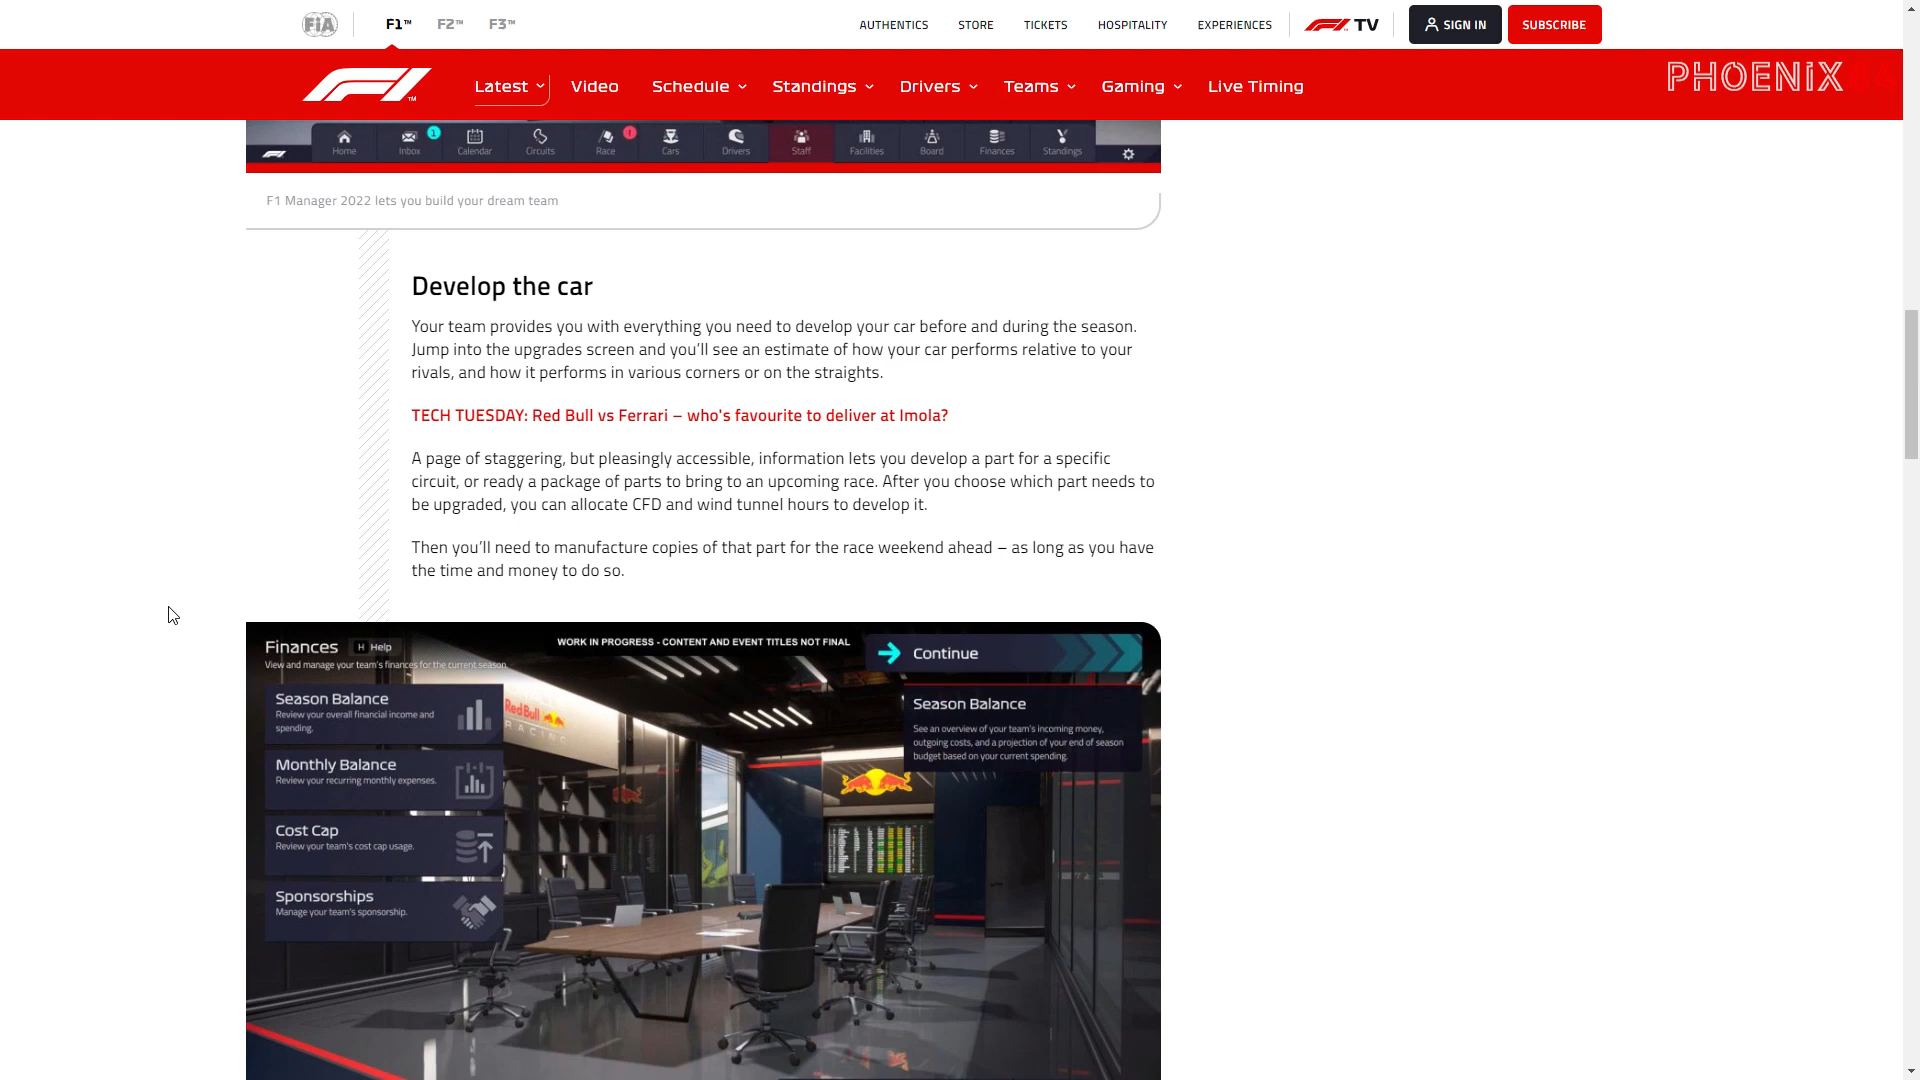 FiA
F1™
F2™
F3™
AUTHENTICS
STORE
TICKETS
HOSPITALITY
EXPERIENCES
F1 TV
SIGN IN
SUBSCRIBE
Latest
Video
Schedule
Standings
Drivers
Teams
Gaming
Live Timing
PHOENiX
Home
Inbox
1
Calendar
Circuits
Race
!
Cars
Drivers
Staff
Facilities
Board
Finances
Standings
F1 Manager 2022 lets you build your dream team
Develop the car
Your team provides you with everything you need to develop your car before and during the season.
Jump into the upgrades screen and you’ll see an estimate of how your car performs relative to your
rivals, and how it performs in various corners or on the straights.
TECH TUESDAY: Red Bull vs Ferrari – who's favourite to deliver at Imola?
A page of staggering, but pleasingly accessible, information lets you develop a part for a specific
circuit, or ready a package of parts to bring to an upcoming race. After you choose which part needs to
be upgraded, you can allocate CFD and wind tunnel hours to develop it.
Then you’ll need to manufacture copies of that part for the race weekend ahead – as long as you have
the time and money to do so.
Finances
H Help
View and manage your team's finances for the current season.
WORK IN PROGRESS - CONTENT AND EVENT TITLES NOT FINAL
Continue
Season Balance
Review your overall financial income and
spending.
Monthly Balance
Review your recurring monthly expenses.
Cost Cap
Review your team's cost cap usage.
Sponsorships
Manage your team's sponsorship.
Red Bull
RACING
Season Balance
See an overview of your team's incoming money,
outgoing costs, and a projection of your end of season
budget based on your current spending.